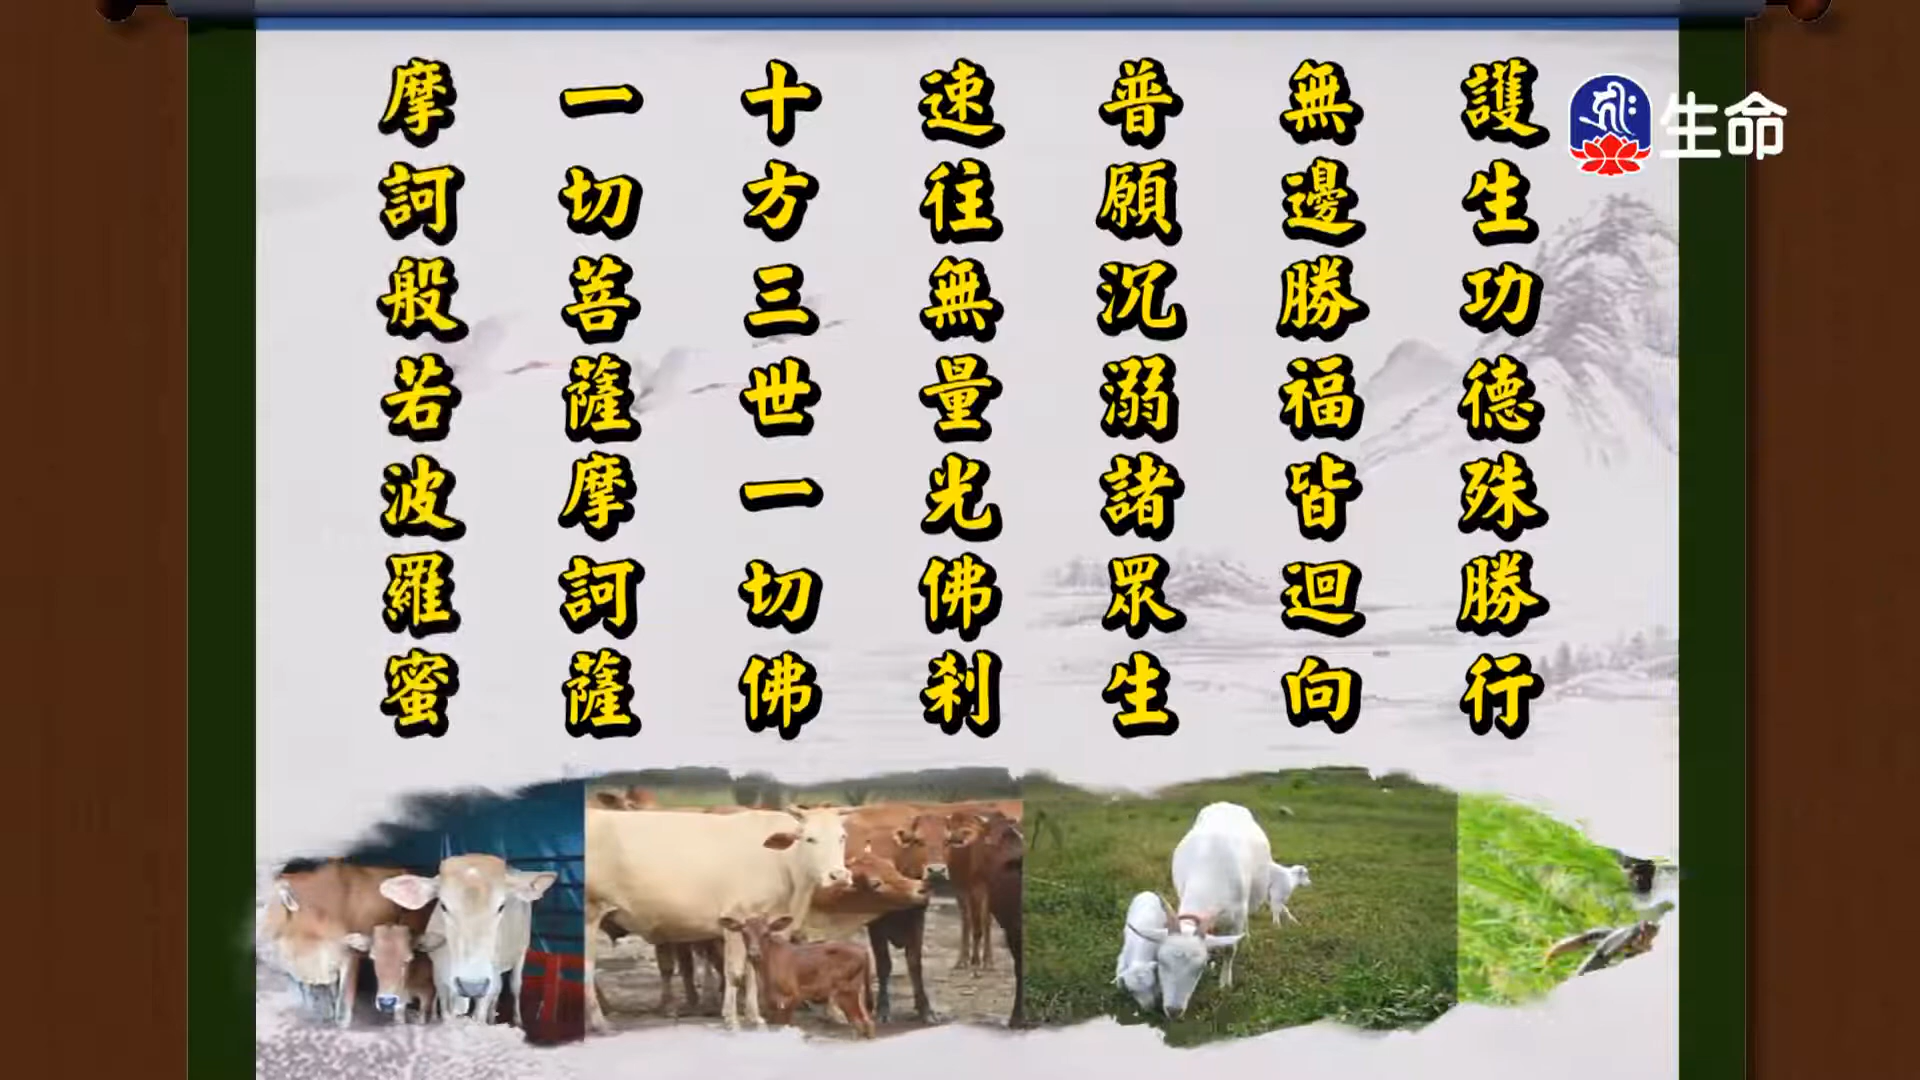 護生功德殊勝行
無邊勝福皆迴向
普願沉溺諸眾生
速往無量光佛剎
十方三世一切佛
一切菩薩摩訶薩
摩訶般若波羅蜜
生命